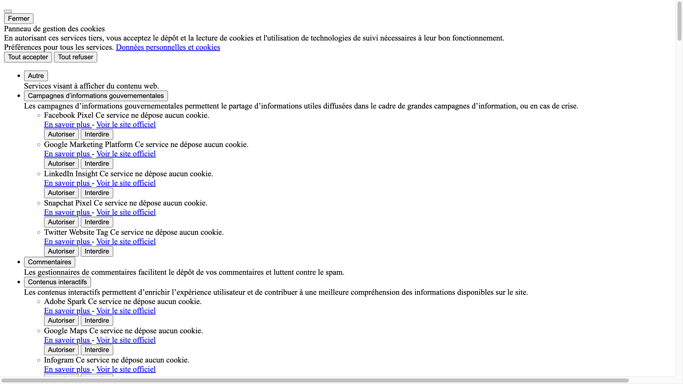 Fermer
Panneau de gestion des cookies
En autorisant ces services tiers, vous acceptez le dépôt et la lecture de cookies et l'utilisation de technologies de suivi nécessaires à leur bon fonctionnement.
Préférences pour tous les services. Données personnelles et cookies
Tout accepter Tout refuser
Autre
Services visant à afficher du contenu web.
Campagnes d'informations gouvernementales
Les campagnes d'informations gouvernementales permettent le partage d'informations utiles diffusées dans le cadre de grandes campagnes d'information, ou en cas de crise.
Facebook Pixel Ce service ne dépose aucun cookie.
En savoir plus - Voir le site officiel
Autoriser Interdire
Google Marketing Platform Ce service ne dépose aucun cookie.
En savoir plus - Voir le site officiel
Autoriser Interdire
LinkedIn Insight Ce service ne dépose aucun cookie.
En savoir plus - Voir le site officiel
Autoriser Interdire
Snapchat Pixel Ce service ne dépose aucun cookie.
En savoir plus - Voir le site officiel
Autoriser Interdire
Twitter Website Tag Ce service ne dépose aucun cookie.
En savoir plus - Voir le site officiel
Autoriser Interdire
Commentaires
Les gestionnaires de commentaires facilitent le dépôt de vos commentaires et luttent contre le spam.
Contenus interactifs
Les contenus interactifs permettent d'enrichir l'expérience utilisateur et de contribuer à une meilleure compréhension des informations disponibles sur le site.
Adobe Spark Ce service ne dépose aucun cookie.
En savoir plus - Voir le site officiel
Autoriser Interdire
Google Maps Ce service ne dépose aucun cookie.
En savoir plus - Voir le site officiel
Autoriser Interdire
Infogram Ce service ne dépose aucun cookie.
En savoir plus - Voir le site officiel